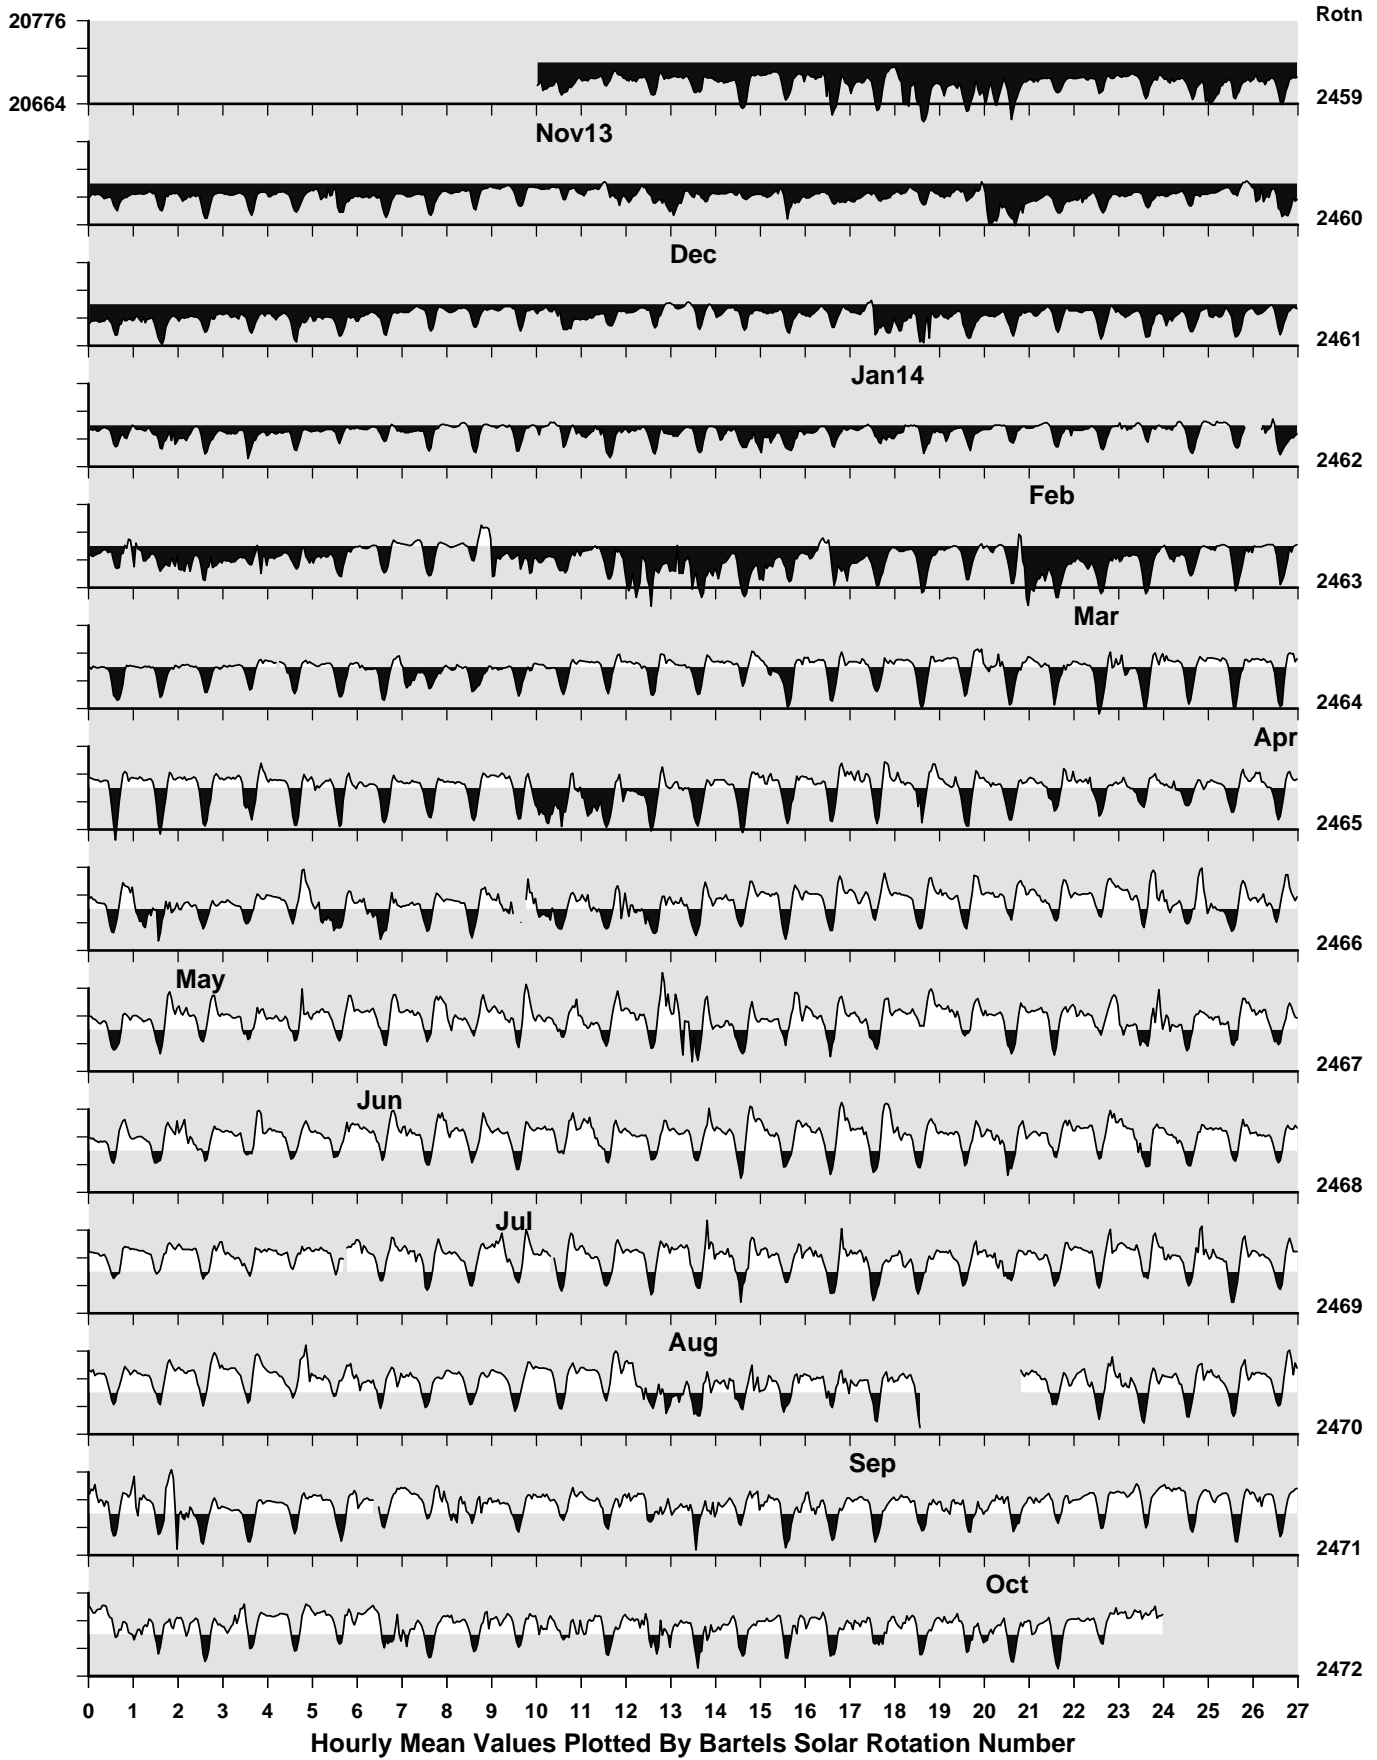 Rotn
20776
20664
2459
Nov13
2460
Dec
2461
Jan14
2462
Feb
2463
Mar
2464
Apr
2465
2466
May
2467
Jun
2468
Jul
2469
Aug
2470
Sep
2471
Oct
2472
0 1 2 3 4 5 6 7 8 9 10 11 12 13 14 15 16 17 18 19 20 21 22 23 24 25 26 27
Hourly Mean Values Plotted By Bartels Solar Rotation Number